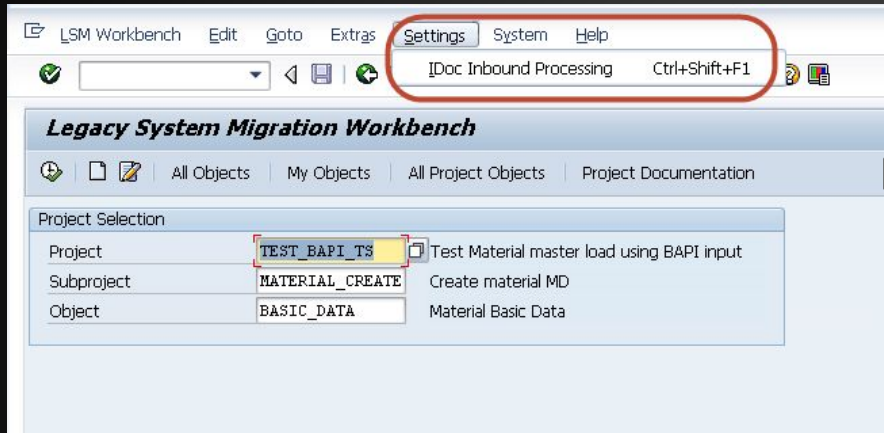 LSM Workbench Edit Goto Extras Settings System Help
IDoc Inbound Processing Ctrl+Shift+F1
Legacy System Migration Workbench
All Objects My Objects All Project Objects Project Documentation
Project Selection
Project TEST_BAPI_TS Test Material master load using BAPI input
Subproject MATERIAL_CREATE Create material MD
Object BASIC_DATA Material Basic Data